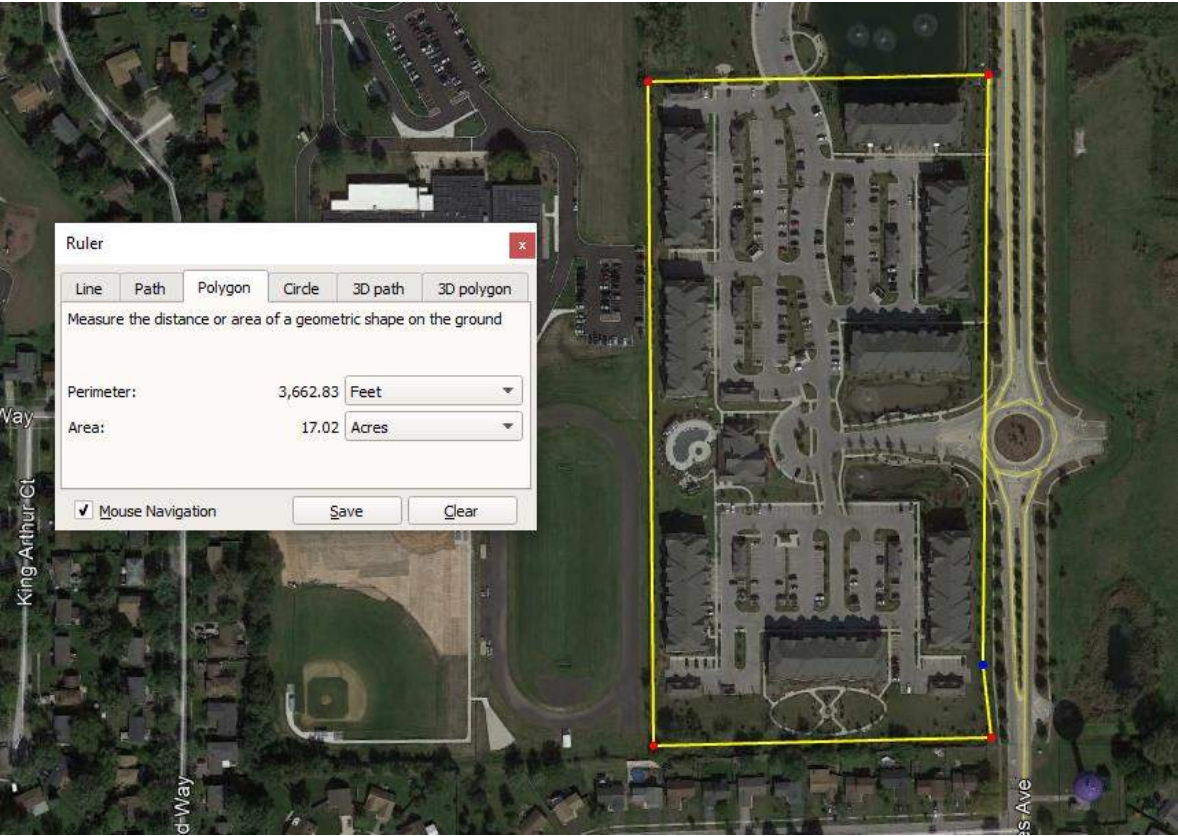 Ruler
x
Line Path Polygon Circle 3D path 3D polygon
Measure the distance or area of a geometric shape on the ground
Perimeter: 3,662.83 Feet
Area: 17.02 Acres
Mouse Navigation Save Clear
Way
King Arthur Ct
d Way
es Ave